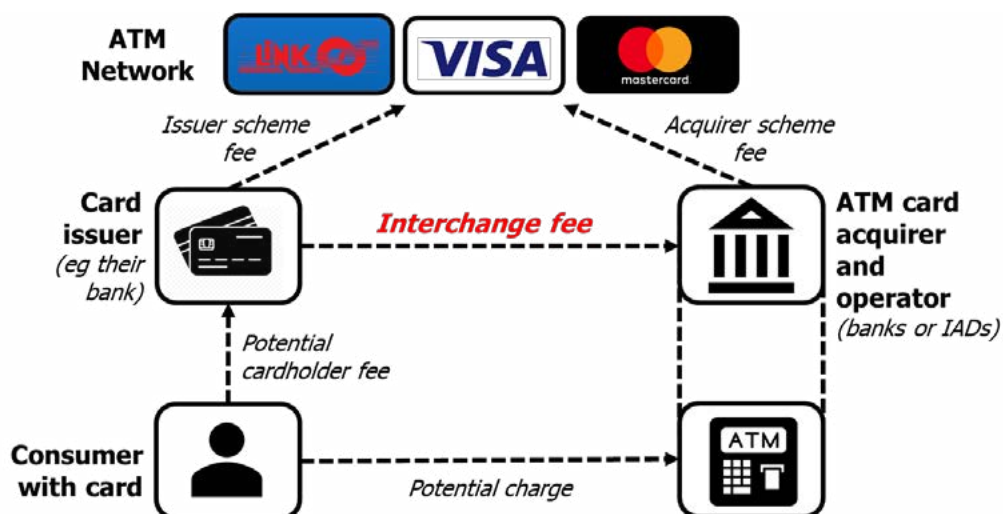 ATM
Network
LINK
VISA
mastercard.
Issuer scheme
fee
Acquirer scheme
fee
Card
issuer
(eg their
bank)
Interchange fee
ATM card
acquirer
and
operator
(banks or IADs)
Potential
cardholder fee
Consumer
with card
Potential charge
ATM